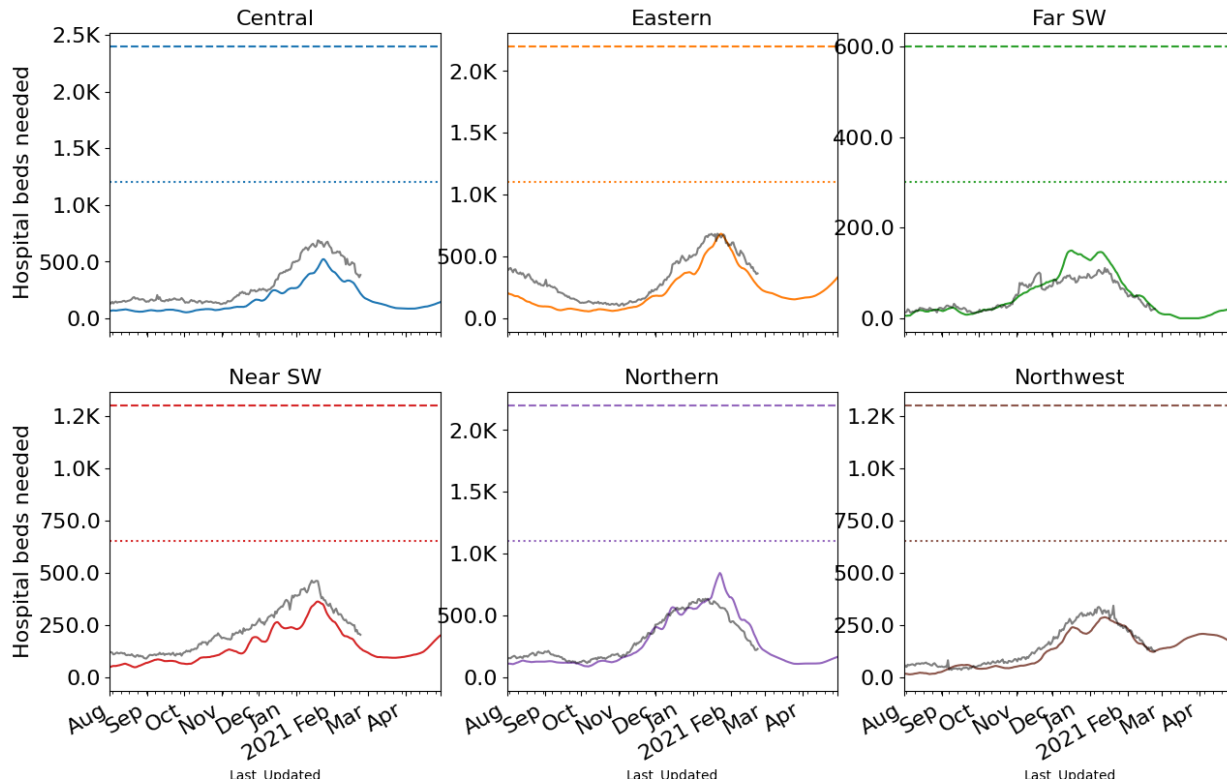 Central
Eastern
Far SW
Hospital beds needed
2.5K
2.0K
1.5K
1.0K
500.0
0.0
2.0K
1.5K
1.0K
500.0
0.0
600.0
400.0
200.0
0.0
Near SW
Northern
Northwest
Hospital beds needed
1.2K
1.0K
750.0
500.0
250.0
0.0
2.0K
1.5K
1.0K
500.0
0.0
1.2K
1.0K
750.0
500.0
250.0
0.0
Aug Sep Oct Nov Dec Jan 2021 Feb Mar Apr
Aug Sep Oct Nov Dec Jan 2021 Feb Mar Apr
Aug Sep Oct Nov Dec Jan 2021 Feb Mar Apr
Last_Updated
Last_Updated
Last_Updated